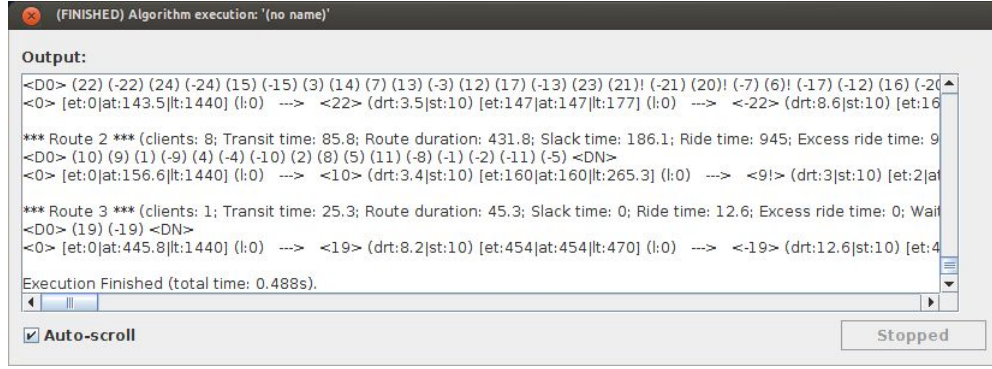 (FINISHED) Algorithm execution: '(no name)'
Output:
<D0> (22) (-22) (24) (-24) (15) (-15) (3) (14) (7) (13) (-3) (12) (17) (-13) (23) (21)! (-21) (20)! (-7) (6)! (-17) (-12) (16) (-20
<0> [et:0|at:143.5|lt:1440] (l:0) ---> <22> (drt:3.5|st:10) [et:147|at:147|lt:177] (l:0) ---> <-22> (drt:8.6|st:10) [et:16
*** Route 2 *** (clients: 8; Transit time: 85.8; Route duration: 431.8; Slack time: 186.1; Ride time: 945; Excess ride time: 9
<D0> (10) (9) (1) (-9) (4) (-4) (-10) (2) (8) (5) (11) (-8) (-1) (-2) (-11) (-5) <DN>
<0> [et:0|at:156.6|lt:1440] (l:0) ---> <10> (drt:3.4|st:10) [et:160|at:160|lt:265.3] (l:0) ---> <9!> (drt:3|st:10) [et:2|at
*** Route 3 *** (clients: 1; Transit time: 25.3; Route duration: 45.3; Slack time: 0; Ride time: 12.6; Excess ride time: 0; Wait
<D0> (19) (-19) <DN>
<0> [et:0|at:445.8|lt:1440] (l:0) ---> <19> (drt:8.2|st:10) [et:454|at:454|lt:470] (l:0) ---> <-19> (drt:12.6|st:10) [et:4
Execution Finished (total time: 0.488s).
Auto-scroll
Stopped